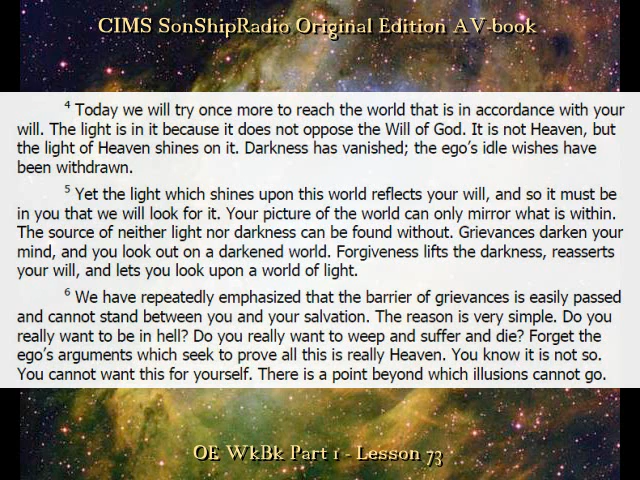 CIMS SonShipRadio Original Edition AV-book
4 Today we will try once more to reach the world that is in accordance with your
will. The light is in it because it does not oppose the Will of God. It is not Heaven, but
the light of Heaven shines on it. Darkness has vanished; the ego's idle wishes have
been withdrawn.
5 Yet the light which shines upon this world reflects your will, and so it must be
in you that we will look for it. Your picture of the world can only mirror what is within.
The source of neither light nor darkness can be found without. Grievances darken your
mind, and you look out on a darkened world. Forgiveness lifts the darkness, reasserts
your will, and lets you look upon a world of light.
6 We have repeatedly emphasized that the barrier of grievances is easily passed
and cannot stand between you and your salvation. The reason is very simple. Do you
really want to be in hell? Do you really want to weep and suffer and die? Forget the
ego's arguments which seek to prove all this is really Heaven. You know it is not so.
You cannot want this for yourself. There is a point beyond which illusions cannot go.
OE WkBk Part 1 - Lesson 73